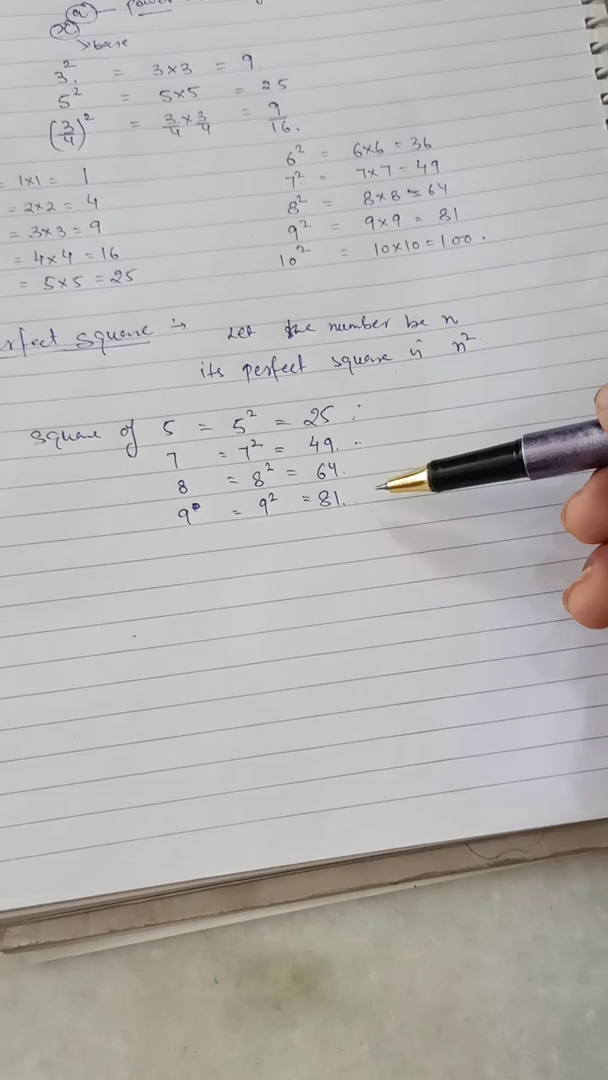 a — power
x
→ base
3² = 3×3 = 9.
5² = 5×5 = 25
(3/4)² = 3/4 × 3/4 = 9/16.
= 1×1 = 1
= 2×2 = 4
= 3×3 = 9
= 4×4 = 16
= 5×5 = 25
6² = 6×6 = 36
7² = 7×7 = 49
8² = 8×8 = 64
9² = 9×9 = 81
10² = 10×10 = 100.
rfect square :→ Let the number be n
its perfect square is n²
square of 5 = 5² = 25
7 = 7² = 49.
8 = 8² = 64.
9 = 9² = 81.